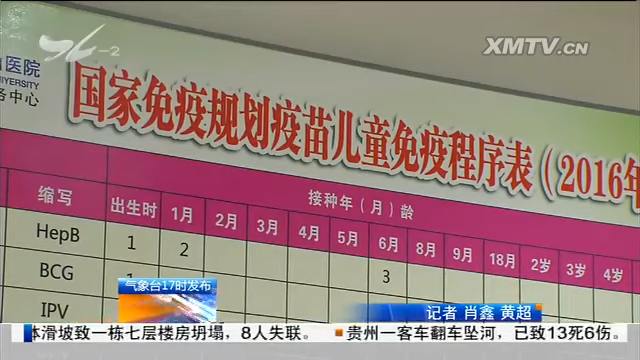 -2
XMTV.CN
医院
IVERSITY
务中心
国家免疫规划疫苗儿童免疫程序表（2016年
接种年（月）龄
缩写 出生时 1月 2月 3月 4月 5月 6月 8月 9月 18月 2岁 3岁 4岁
HepB 1 2 3
BCG 1
IPV
气象台17时发布
记者 肖鑫 黄超
体滑坡致一栋七层楼房坍塌，8人失联。 贵州一客车翻车坠河，已致13死6伤。